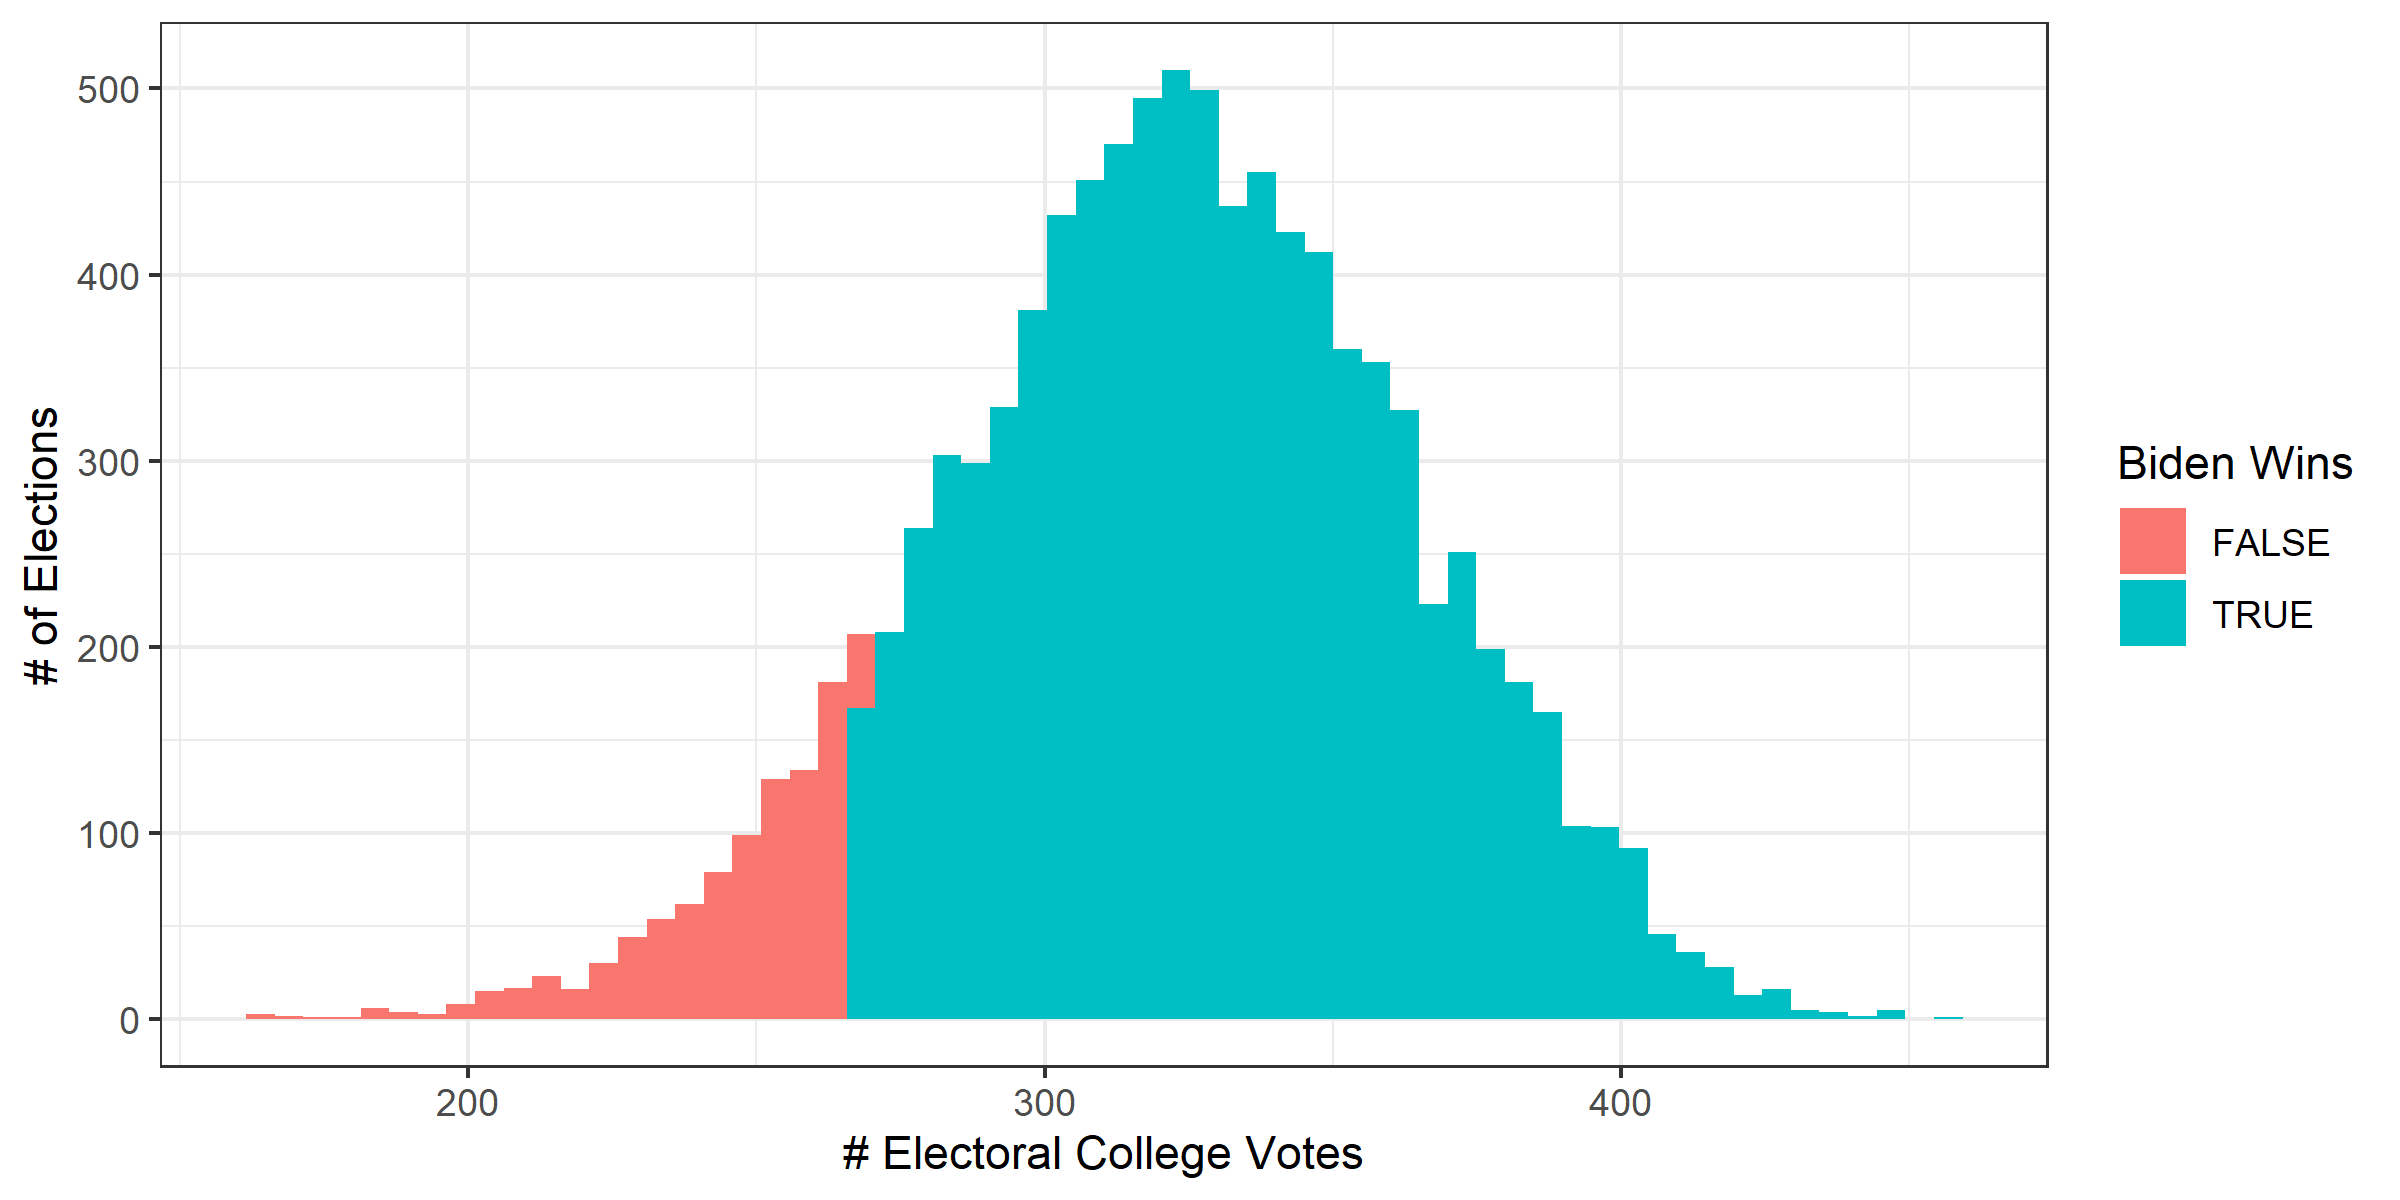 500
400
300
200
100
0
# of Elections
200 300 400
# Electoral College Votes
Biden Wins
FALSE
TRUE